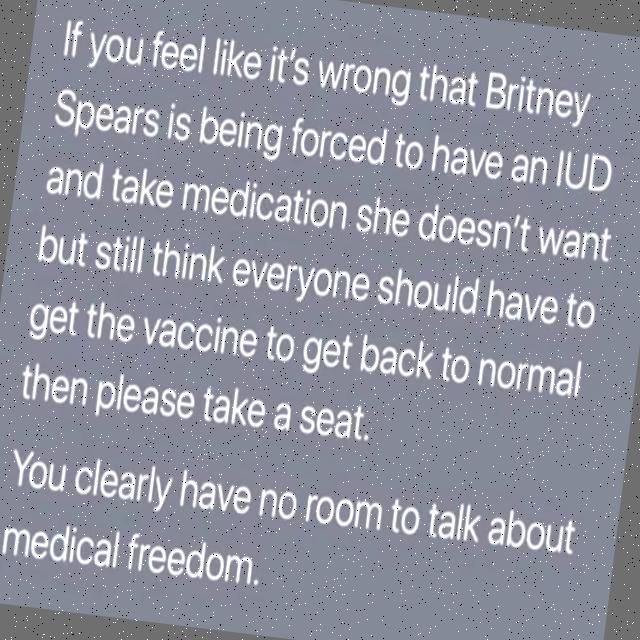 If you feel like it's wrong that Britney
Spears is being forced to have an IUD
and take medication she doesn't want
but still think everyone should have to
get the vaccine to get back to normal
then please take a seat.
You clearly have no room to talk about
medical freedom.